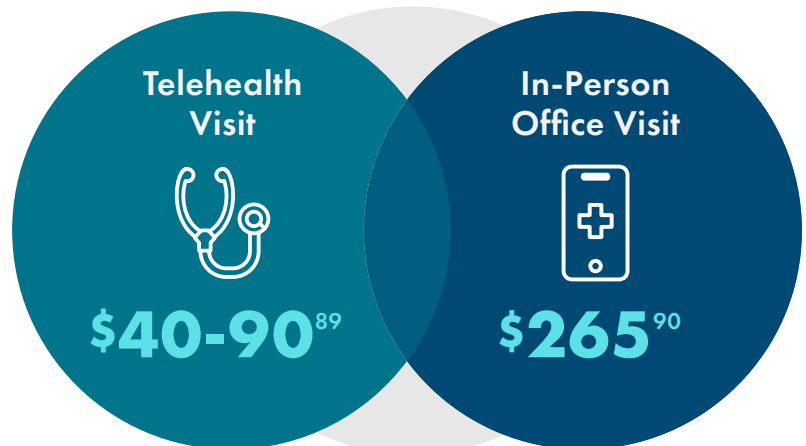 Telehealth
Visit
$40-90⁸⁹
In-Person
Office Visit
$265⁹⁰